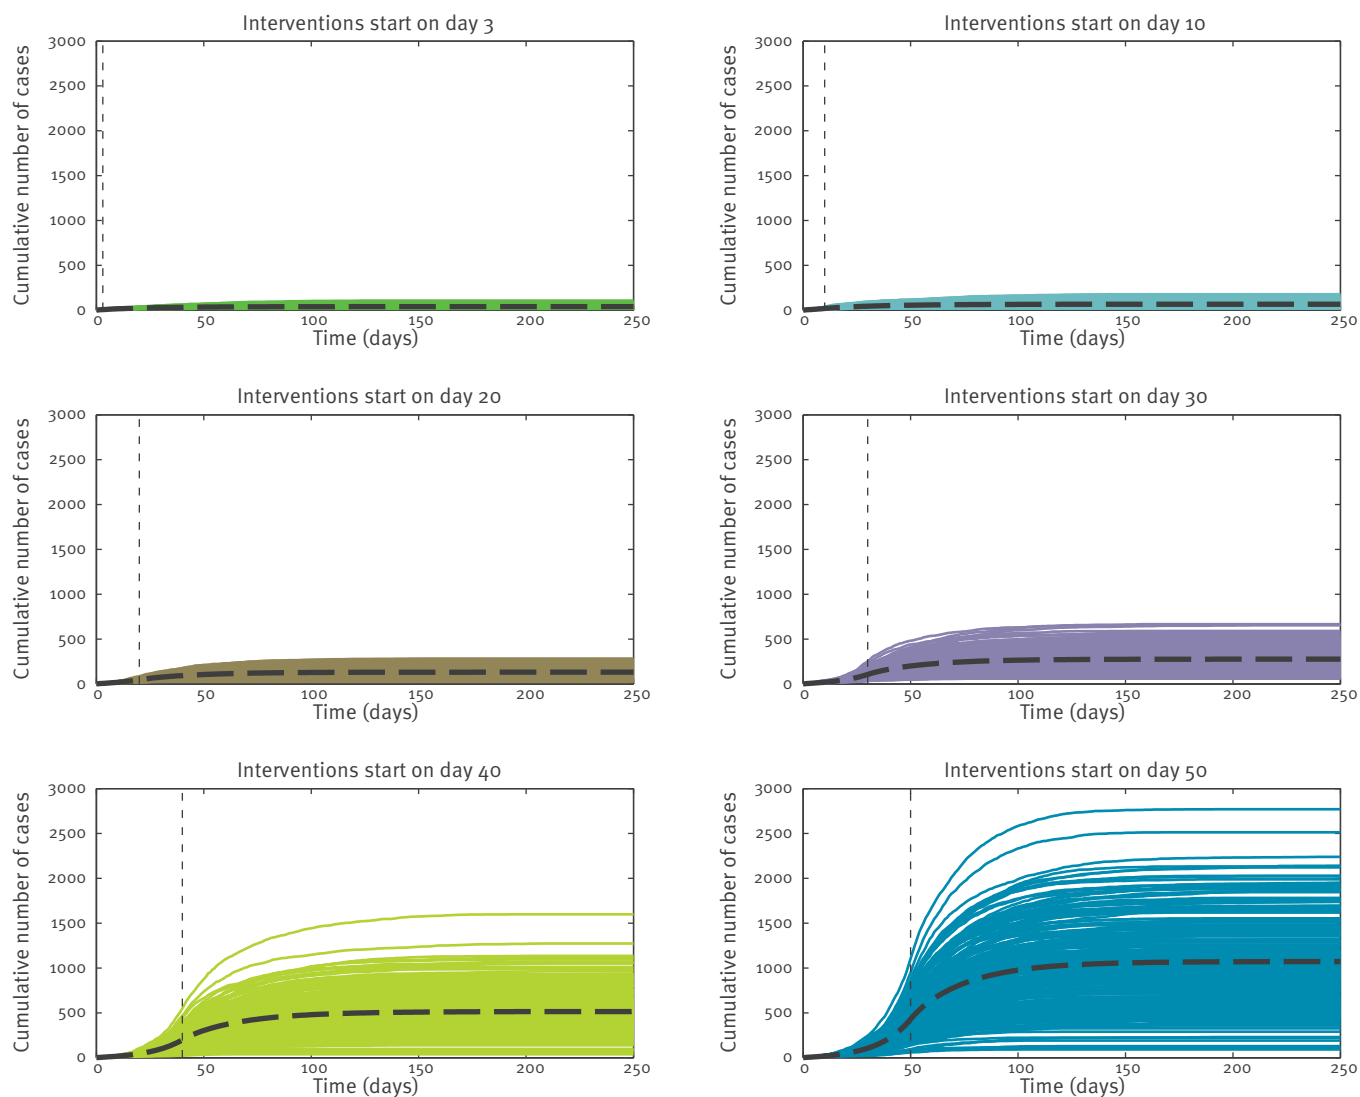 Interventions start on day 3
Cumulative number of cases
3000
2500
2000
1500
1000
500
0
0 50 100 150 200 250
Time (days)
Interventions start on day 10
Cumulative number of cases
3000
2500
2000
1500
1000
500
0
0 50 100 150 200 250
Time (days)
Interventions start on day 20
Cumulative number of cases
3000
2500
2000
1500
1000
500
0
0 50 100 150 200 250
Time (days)
Interventions start on day 30
Cumulative number of cases
3000
2500
2000
1500
1000
500
0
0 50 100 150 200 250
Time (days)
Interventions start on day 40
Cumulative number of cases
3000
2500
2000
1500
1000
500
0
0 50 100 150 200 250
Time (days)
Interventions start on day 50
Cumulative number of cases
3000
2500
2000
1500
1000
500
0
0 50 100 150 200 250
Time (days)